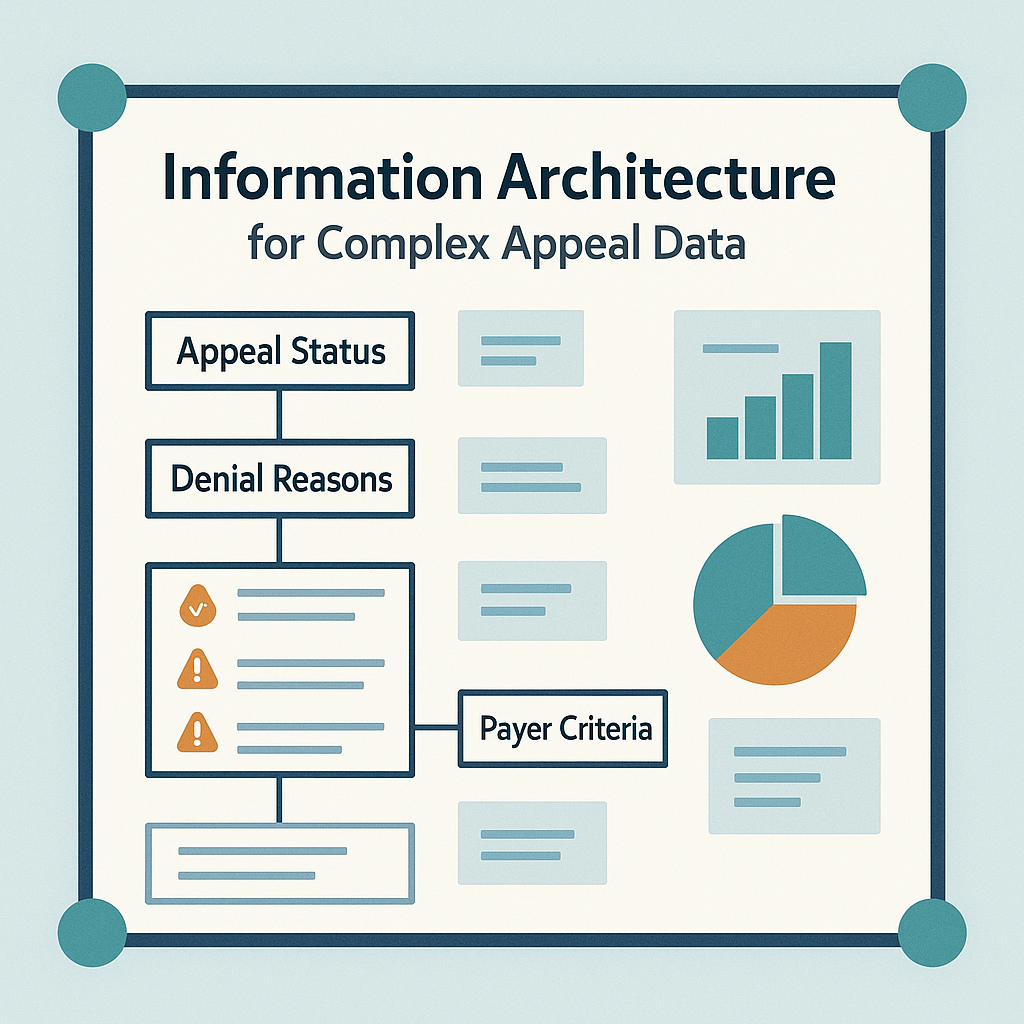 Information Architecture
for Complex Appeal Data
Appeal Status
Denial Reasons
Payer Criteria